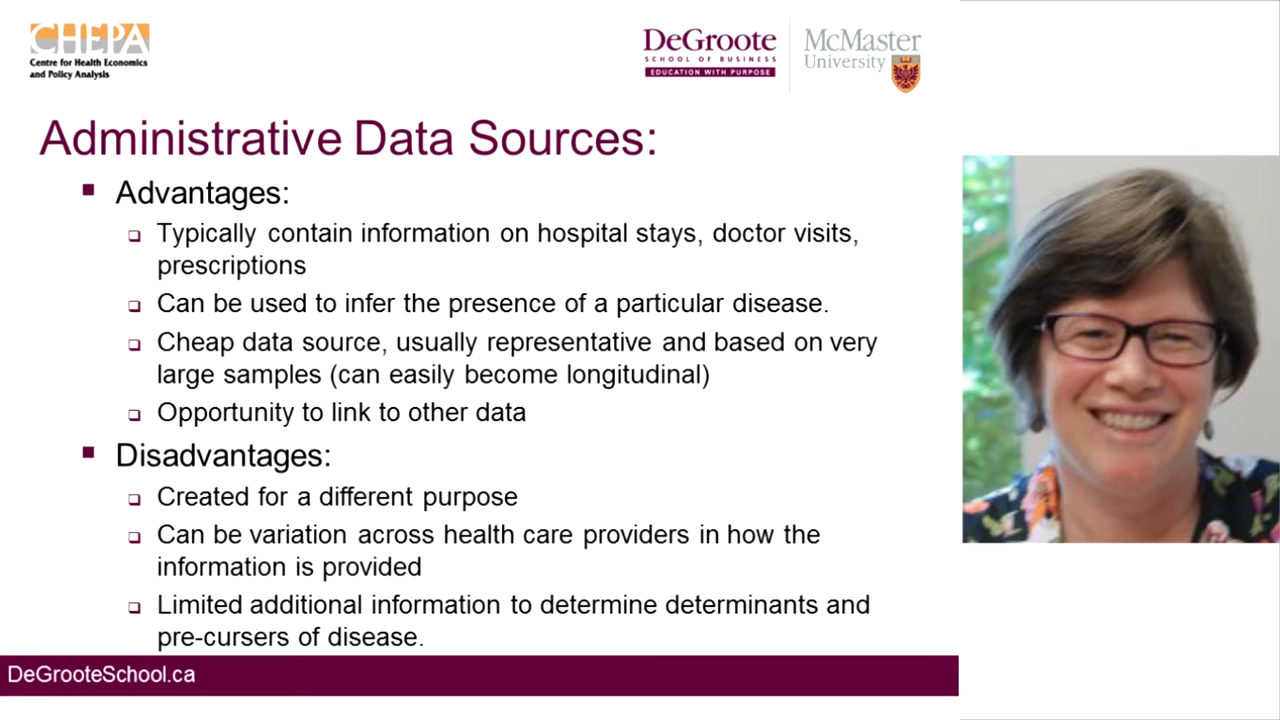 CHEPA
Centre for Health Economics
and Policy Analysis
DeGroote
SCHOOL OF BUSINESS
EDUCATION WITH PURPOSE
McMaster
University
Administrative Data Sources:
Advantages:
Typically contain information on hospital stays, doctor visits,
prescriptions
Can be used to infer the presence of a particular disease.
Cheap data source, usually representative and based on very
large samples (can easily become longitudinal)
Opportunity to link to other data
Disadvantages:
Created for a different purpose
Can be variation across health care providers in how the
information is provided
Limited additional information to determine determinants and
pre-cursers of disease.
DeGrooteSchool.ca